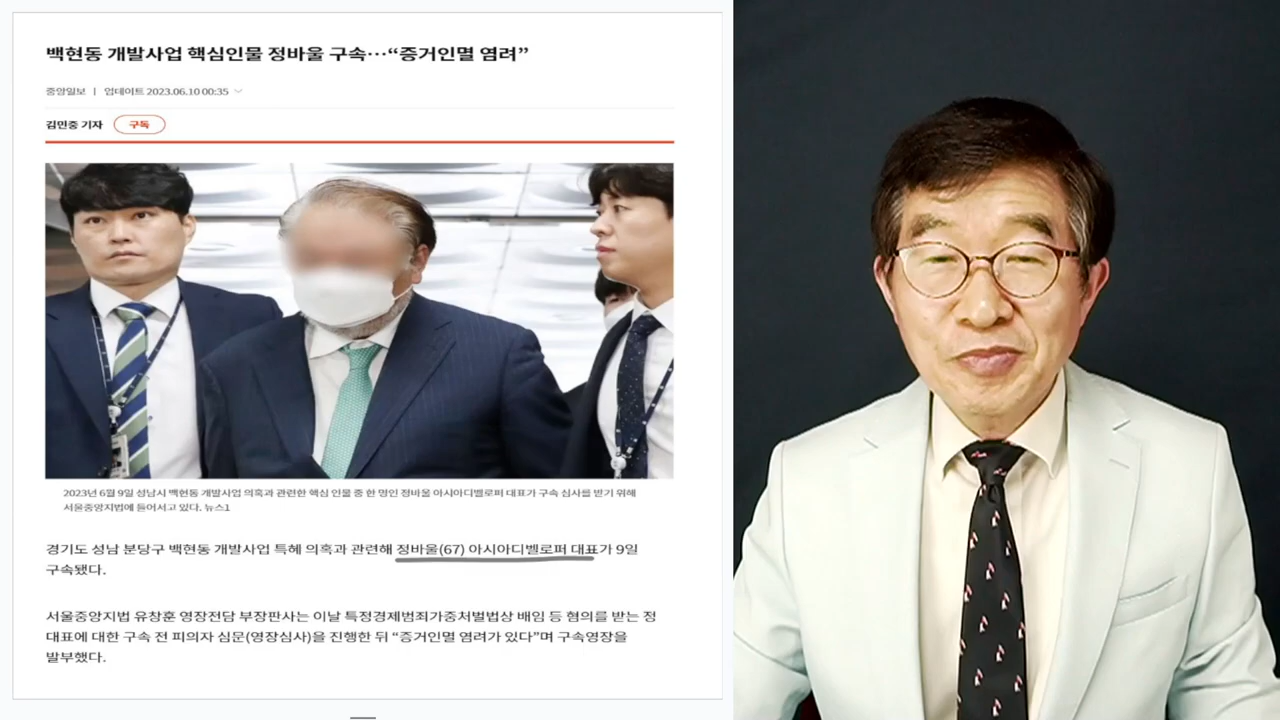 백현동 개발사업 핵심인물 정바울 구속…“증거인멸 염려”
중앙일보 | 업데이트 2023.06.10 00:35
김민중 기자 구독
2023년 6월 9일 성남시 백현동 개발사업 의혹과 관련한 핵심 인물 중 한 명인 정바울 아시아디벨로퍼 대표가 구속 심사를 받기 위해
서울중앙지법에 들어서고 있다. 뉴스1
경기도 성남 분당구 백현동 개발사업 특혜 의혹과 관련해 정바울(67) 아시아디벨로퍼 대표가 9일
구속됐다.
서울중앙지법 유창훈 영장전담 부장판사는 이날 특정경제범죄가중처벌법상 배임 등 혐의를 받는 정
대표에 대한 구속 전 피의자 심문(영장심사)을 진행한 뒤 “증거인멸 염려가 있다”며 구속영장을
발부했다.